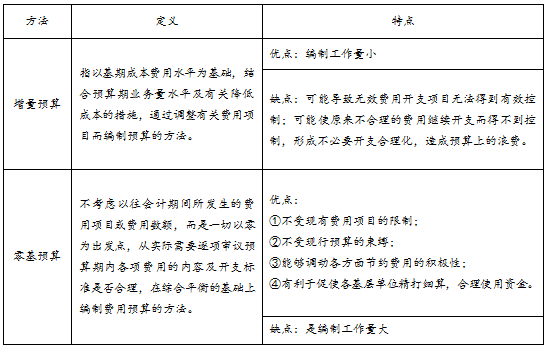 方法 定义 特点
增量预算
指以基期成本费用水平为基础，结
合预算期业务量水平及有关降低
成本的措施，通过调整有关费用项
目而编制预算的方法。
优点：编制工作量小
缺点：可能导致无效费用开支项目无法得到有效控
制；可能使原来不合理的费用继续开支而得不到控
制，形成不必要开支合理化，造成预算上的浪费。
零基预算
不考虑以往会计期间所发生的费
用项目或费用数额，而是一切以零
为出发点，从实际需要逐项审议预
算期内各项费用的内容及开支标
准是否合理，在综合平衡的基础上
编制费用预算的方法。
优点：
①不受现有费用项目的限制；
②不受现行预算的束缚；
③能够调动各方面节约费用的积极性；
④有利于促使各基层单位精打细算，合理使用资金。
缺点：是编制工作量大